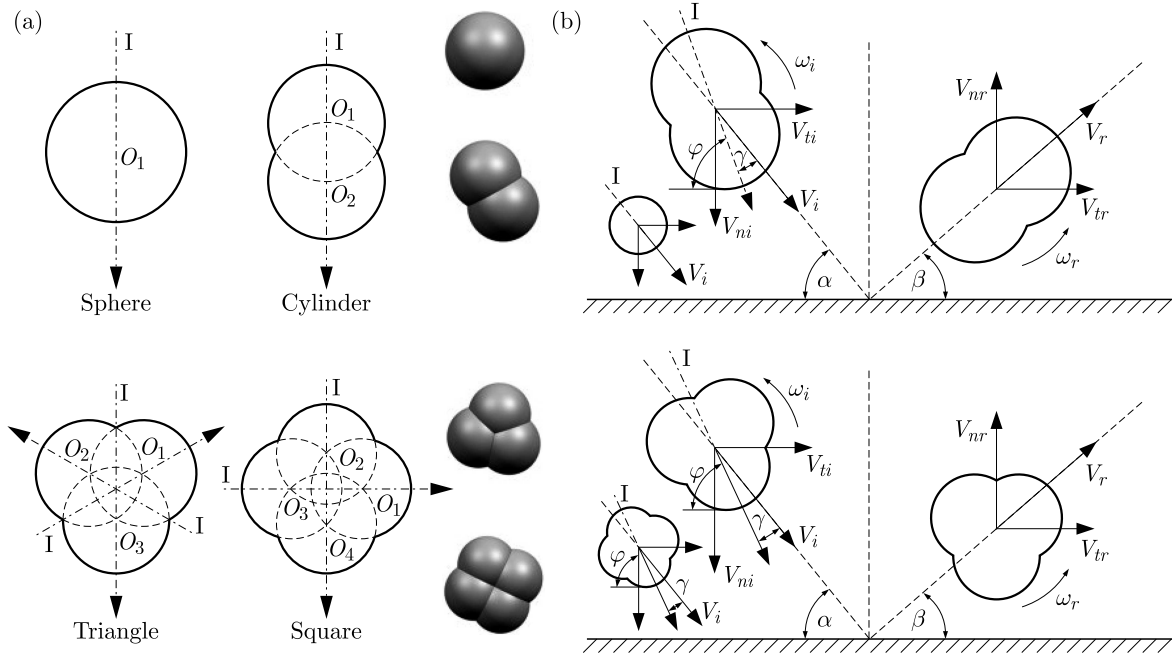 (a)
I
O₁
Sphere
I
O₁
O₂
Cylinder
I
O₂
O₁
I
I
O₃
Triangle
I
I
O₂
O₃
O₁
O₄
Square
(b)
I
ωᵢ
Vₜᵢ
φ
γ
Vᵢ
Vₙᵢ
I
Vᵢ
α
β
Vₙᵣ
Vᵣ
Vₜᵣ
ωᵣ
I
ωᵢ
Vₜᵢ
φ
γ
Vᵢ
Vₙᵢ
I
φ
γ
Vᵢ
α
β
Vₙᵣ
Vᵣ
Vₜᵣ
ωᵣ